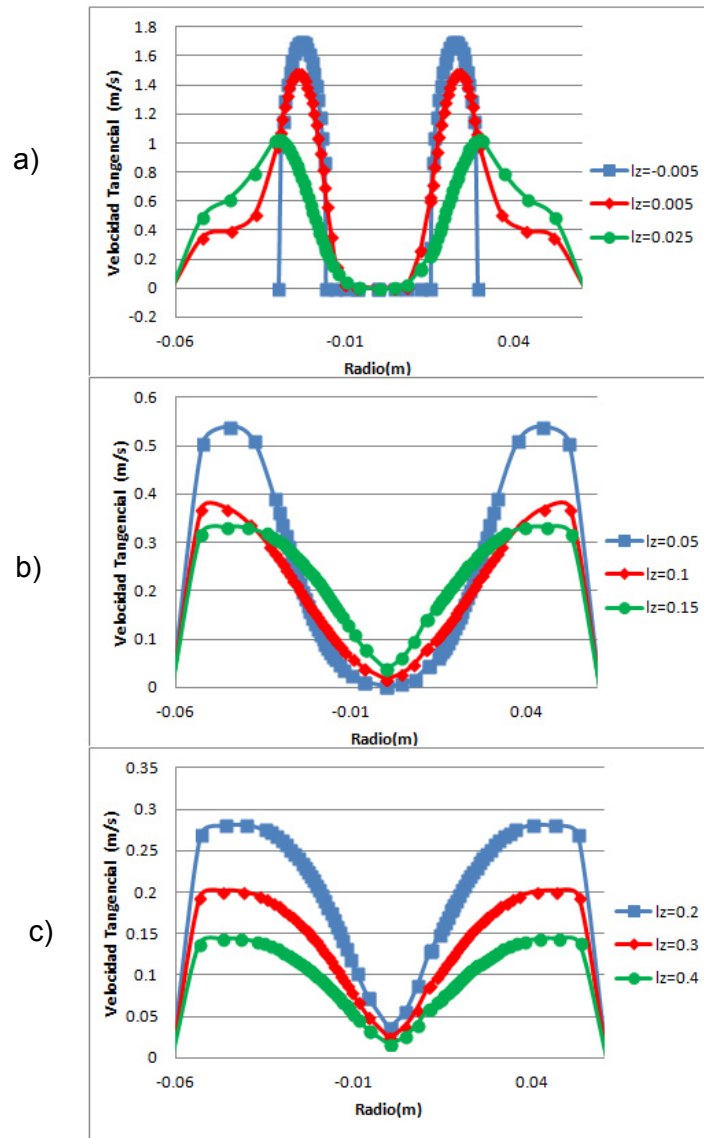 a)
Velocidad Tangencial (m/s)
1.8
1.6
1.4
1.2
1
0.8
0.6
0.4
0.2
0
-0.2
-0.06
-0.01
0.04
Radio(m)
lz=-0.005
lz=0.005
lz=0.025
b)
Velocidad Tangencial (m/s)
0.6
0.5
0.4
0.3
0.2
0.1
0
-0.06
-0.01
0.04
Radio(m)
lz=0.05
lz=0.1
lz=0.15
c)
Velocidad Tangencial (m/s)
0.35
0.3
0.25
0.2
0.15
0.1
0.05
0
-0.06
-0.01
0.04
Radio(m)
lz=0.2
lz=0.3
lz=0.4